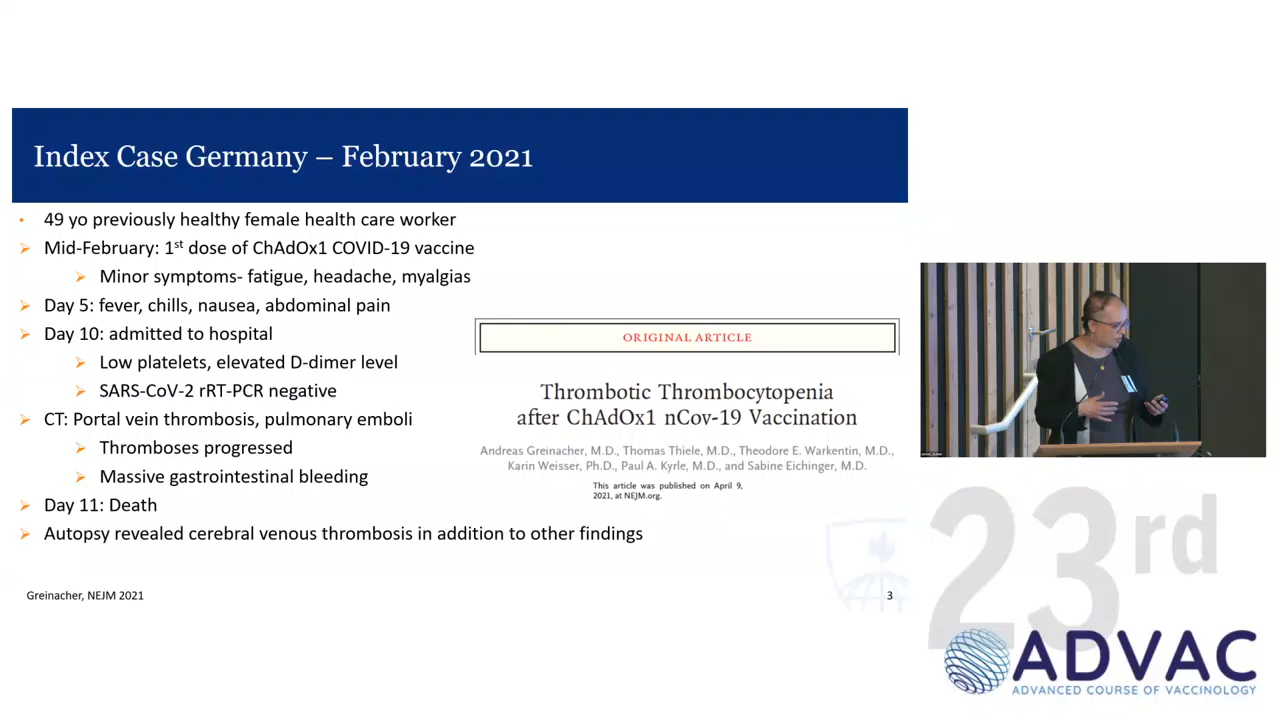 Index Case Germany – February 2021
• 49 yo previously healthy female health care worker
➢ Mid-February: 1st dose of ChAdOx1 COVID-19 vaccine
➢ Minor symptoms- fatigue, headache, myalgias
➢ Day 5: fever, chills, nausea, abdominal pain
➢ Day 10: admitted to hospital
➢ Low platelets, elevated D-dimer level
➢ SARS-CoV-2 rRT-PCR negative
➢ CT: Portal vein thrombosis, pulmonary emboli
➢ Thromboses progressed
➢ Massive gastrointestinal bleeding
➢ Day 11: Death
➢ Autopsy revealed cerebral venous thrombosis in addition to other findings
ORIGINAL ARTICLE
Thrombotic Thrombocytopenia
after ChAdOx1 nCov-19 Vaccination
Andreas Greinacher, M.D., Thomas Thiele, M.D., Theodore E. Warkentin, M.D.,
Karin Weisser, Ph.D., Paul A. Kyrle, M.D., and Sabine Eichinger, M.D.
This article was published on April 9,
2021, at NEJM.org.
Greinacher, NEJM 2021
3
23rd
ADVAC
ADVANCED COURSE OF VACCINOLOGY